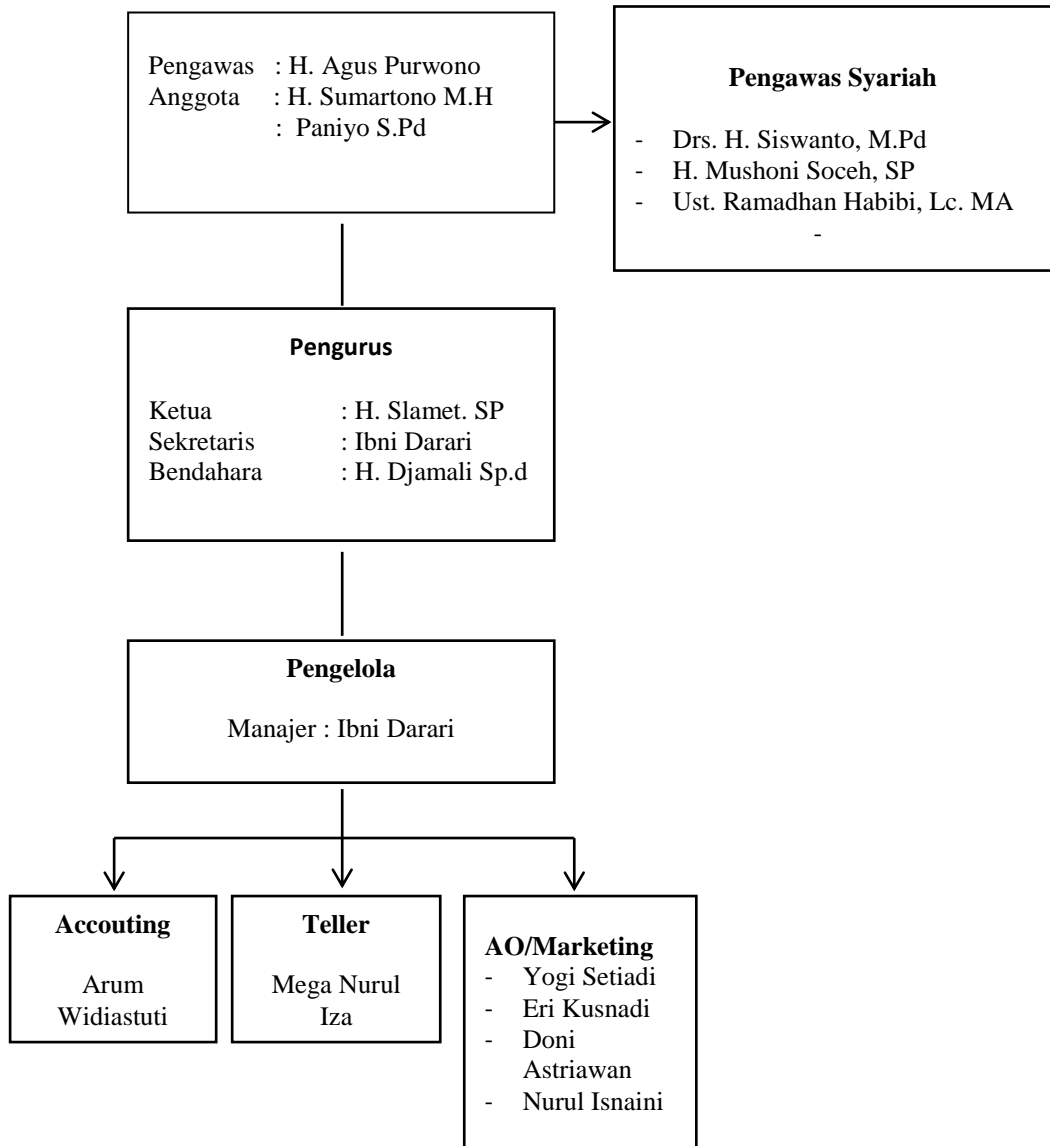 Pengawas : H. Agus Purwono
Anggota : H. Sumartono M.H
: Paniyo S.Pd
Pengawas Syariah
- Drs. H. Siswanto, M.Pd
- H. Mushoni Soceh, SP
- Ust. Ramadhan Habibi, Lc. MA
-
Pengurus
Ketua : H. Slamet. SP
Sekretaris : Ibni Darari
Bendahara : H. Djamali Sp.d
Pengelola
Manajer : Ibni Darari
Accouting
Arum
Widiastuti
Teller
Mega Nurul
Iza
AO/Marketing
- Yogi Setiadi
- Eri Kusnadi
- Doni
Astriawan
- Nurul Isnaini